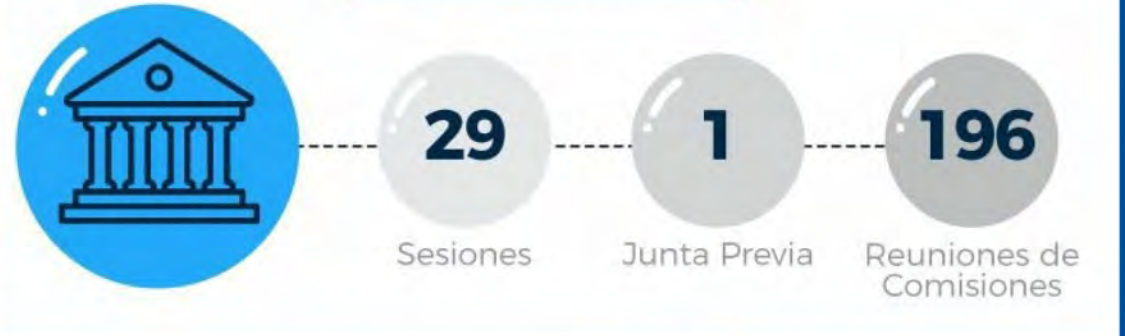 29
Sesiones
1
Junta Previa
196
Reuniones de
Comisiones